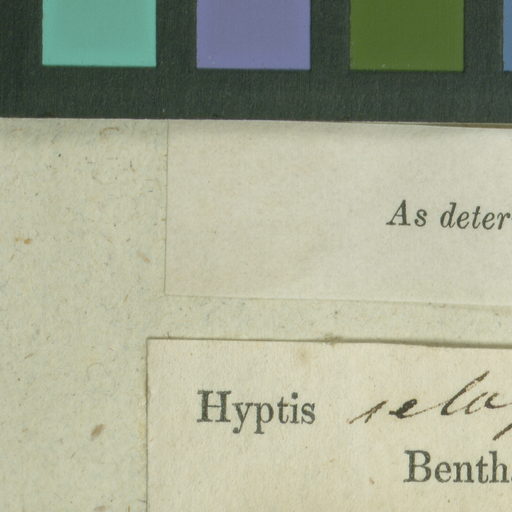 As deter
Hyptis
Benth.